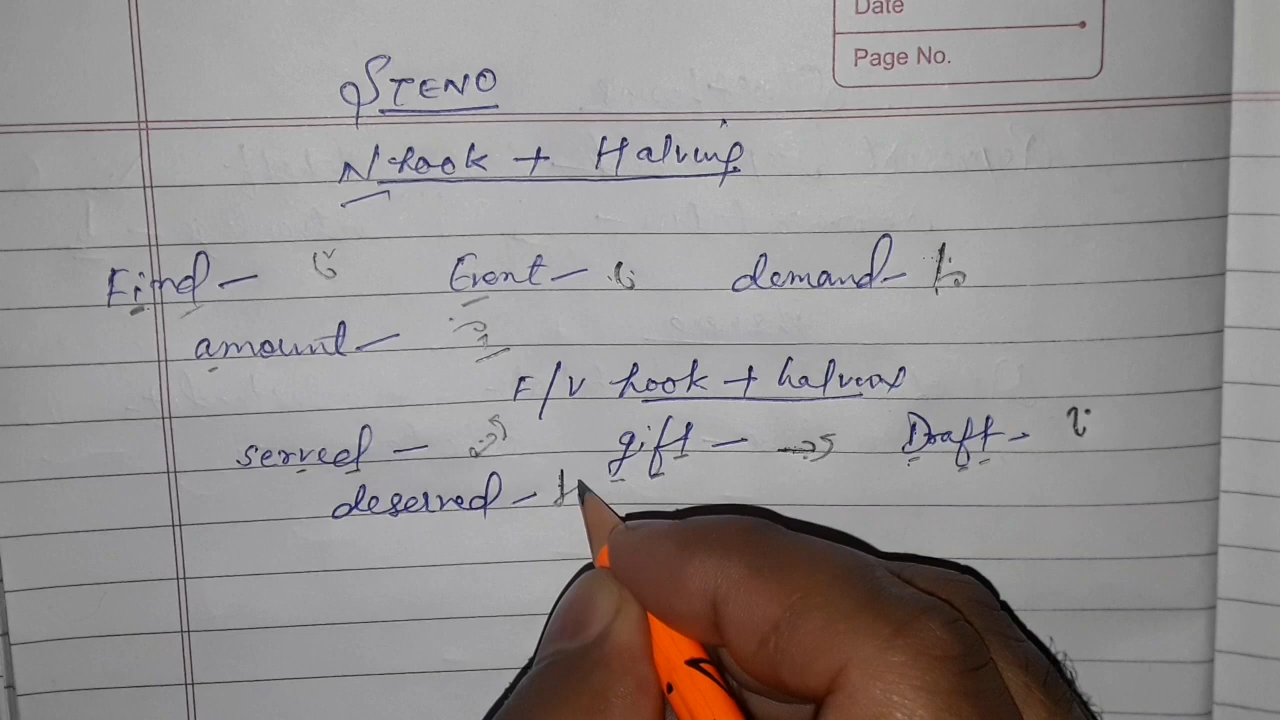 Date
Page No.
STENO
N hook + Halving
Find - Event - demand -
amount -
F/V hook + halving
served - gift - Draft -
deserved -